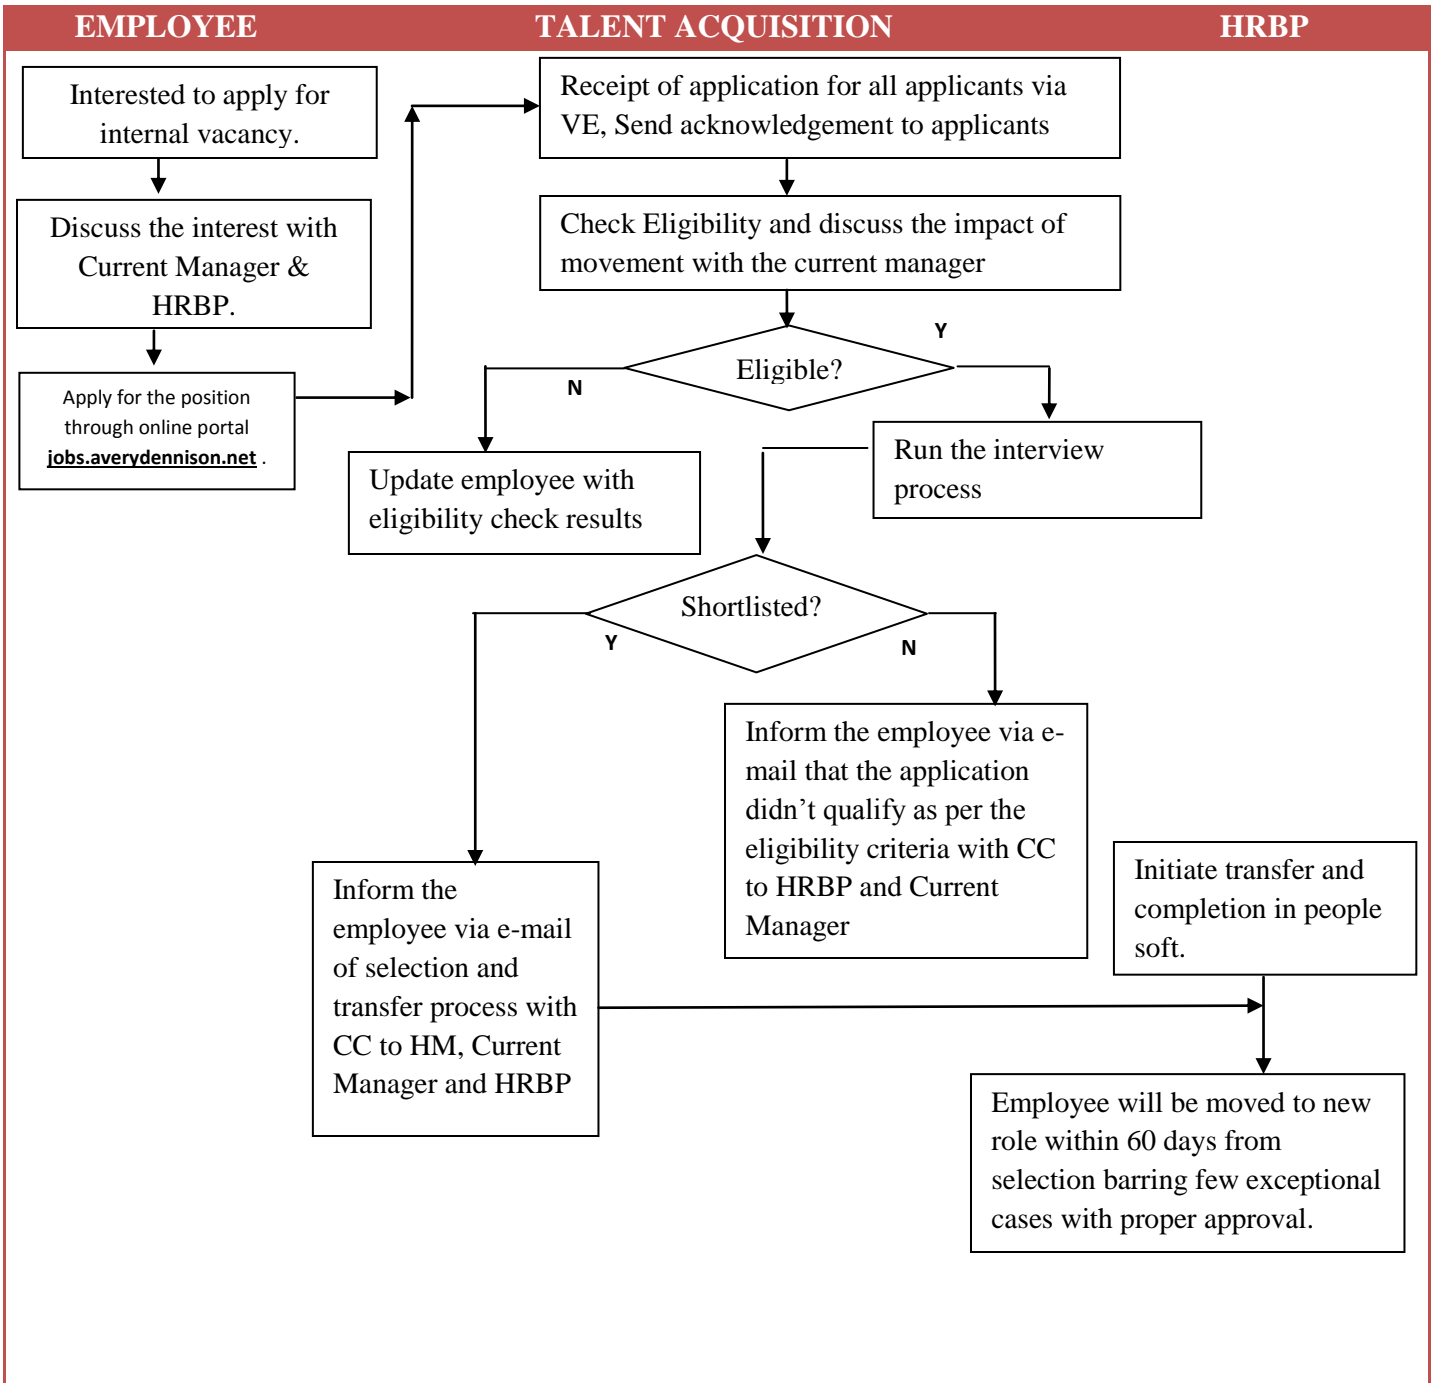 EMPLOYEE
TALENT ACQUISITION
HRBP
Interested to apply for
internal vacancy.
Discuss the interest with
Current Manager &
HRBP.
Apply for the position
through online portal
jobs.averydennison.net .
Receipt of application for all applicants via
VE, Send acknowledgement to applicants
Check Eligibility and discuss the impact of
movement with the current manager
Eligible?
Y
N
Update employee with
eligibility check results
Run the interview
process
Shortlisted?
Y
N
Inform the employee via e-
mail that the application
didn’t qualify as per the
eligibility criteria with CC
to HRBP and Current
Manager
Inform the
employee via e-mail
of selection and
transfer process with
CC to HM, Current
Manager and HRBP
Initiate transfer and
completion in people
soft.
Employee will be moved to new
role within 60 days from
selection barring few exceptional
cases with proper approval.